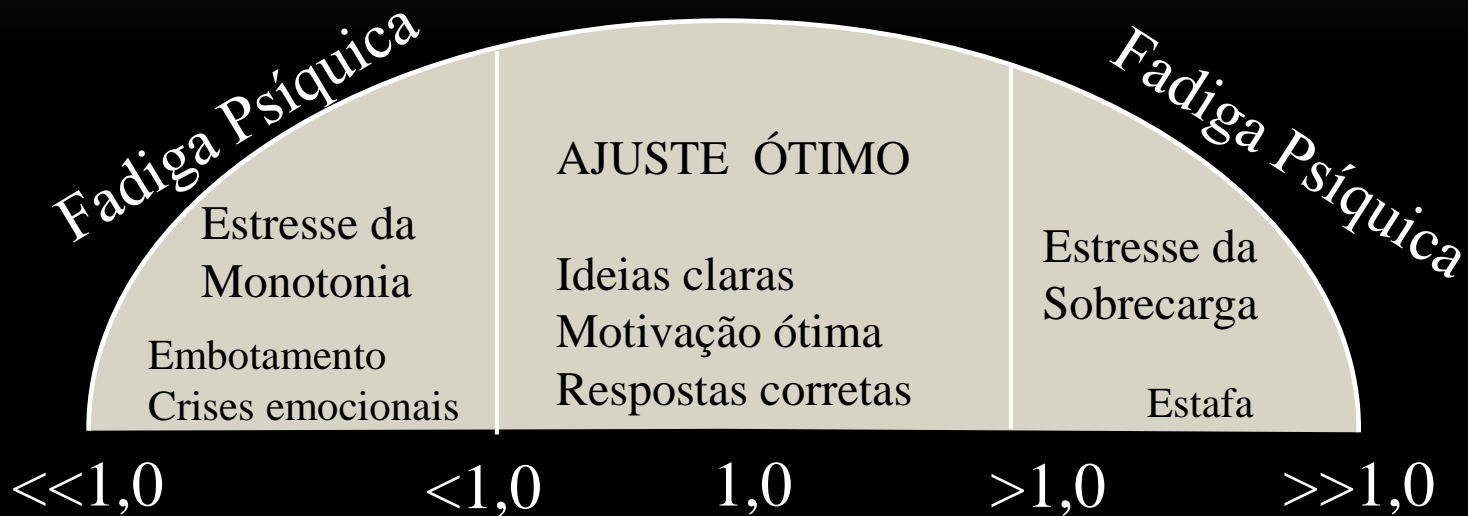 Fadiga Psíquica
Fadiga Psíquica
AJUSTE ÓTIMO
Estresse da
Monotonia
Embotamento
Crises emocionais
Ideias claras
Motivação ótima
Respostas corretas
Estresse da
Sobrecarga
Estafa
<<1,0 <1,0 1,0 >1,0 >>1,0